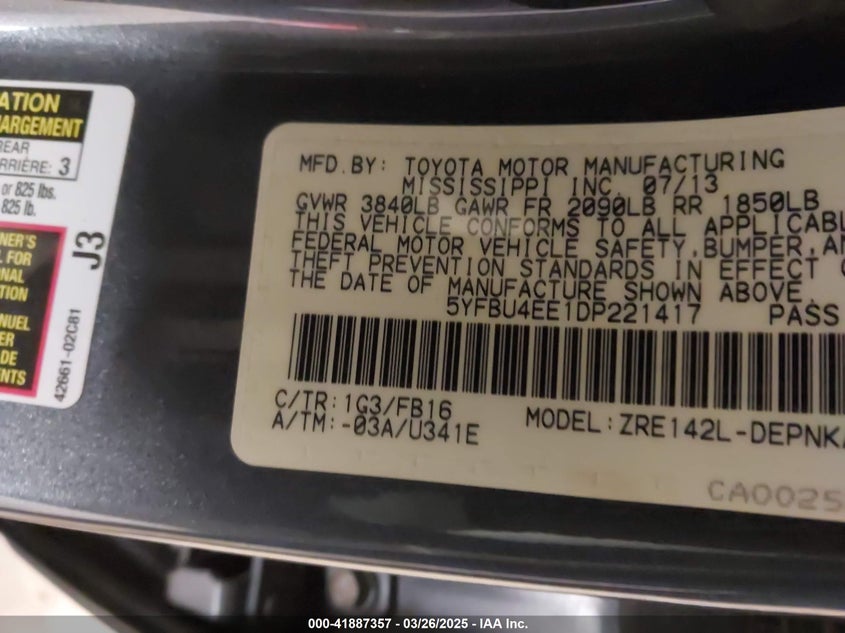 ATION
ARGEMENT
REAR
ARRIÈRE: 3
or 825 lbs.
825 lb.
NER'S
FOR
ONAL
TION
NUEL
ER
DE
ENTS
J3
42661-02C81
MFD.BY: TOYOTA MOTOR MANUFACTURING
MISSISSIPPI INC. 07/13
GVWR 3840LB GAWR FR 2090LB RR 1850LB
THIS VEHICLE CONFORMS TO ALL APPLICABL
FEDERAL MOTOR VEHICLE SAFETY,BUMPER,AN
THEFT PREVENTION STANDARDS IN EFFECT O
THE DATE OF MANUFACTURE SHOWN ABOVE.
5YFBU4EE1DP221417 PASS
C/TR:1G3/FB16
A/TM:-03A/U341E
MODEL:ZRE142L-DEPNKA
CA0025
000-41887357 | 03/26/2025 – IAA Inc.